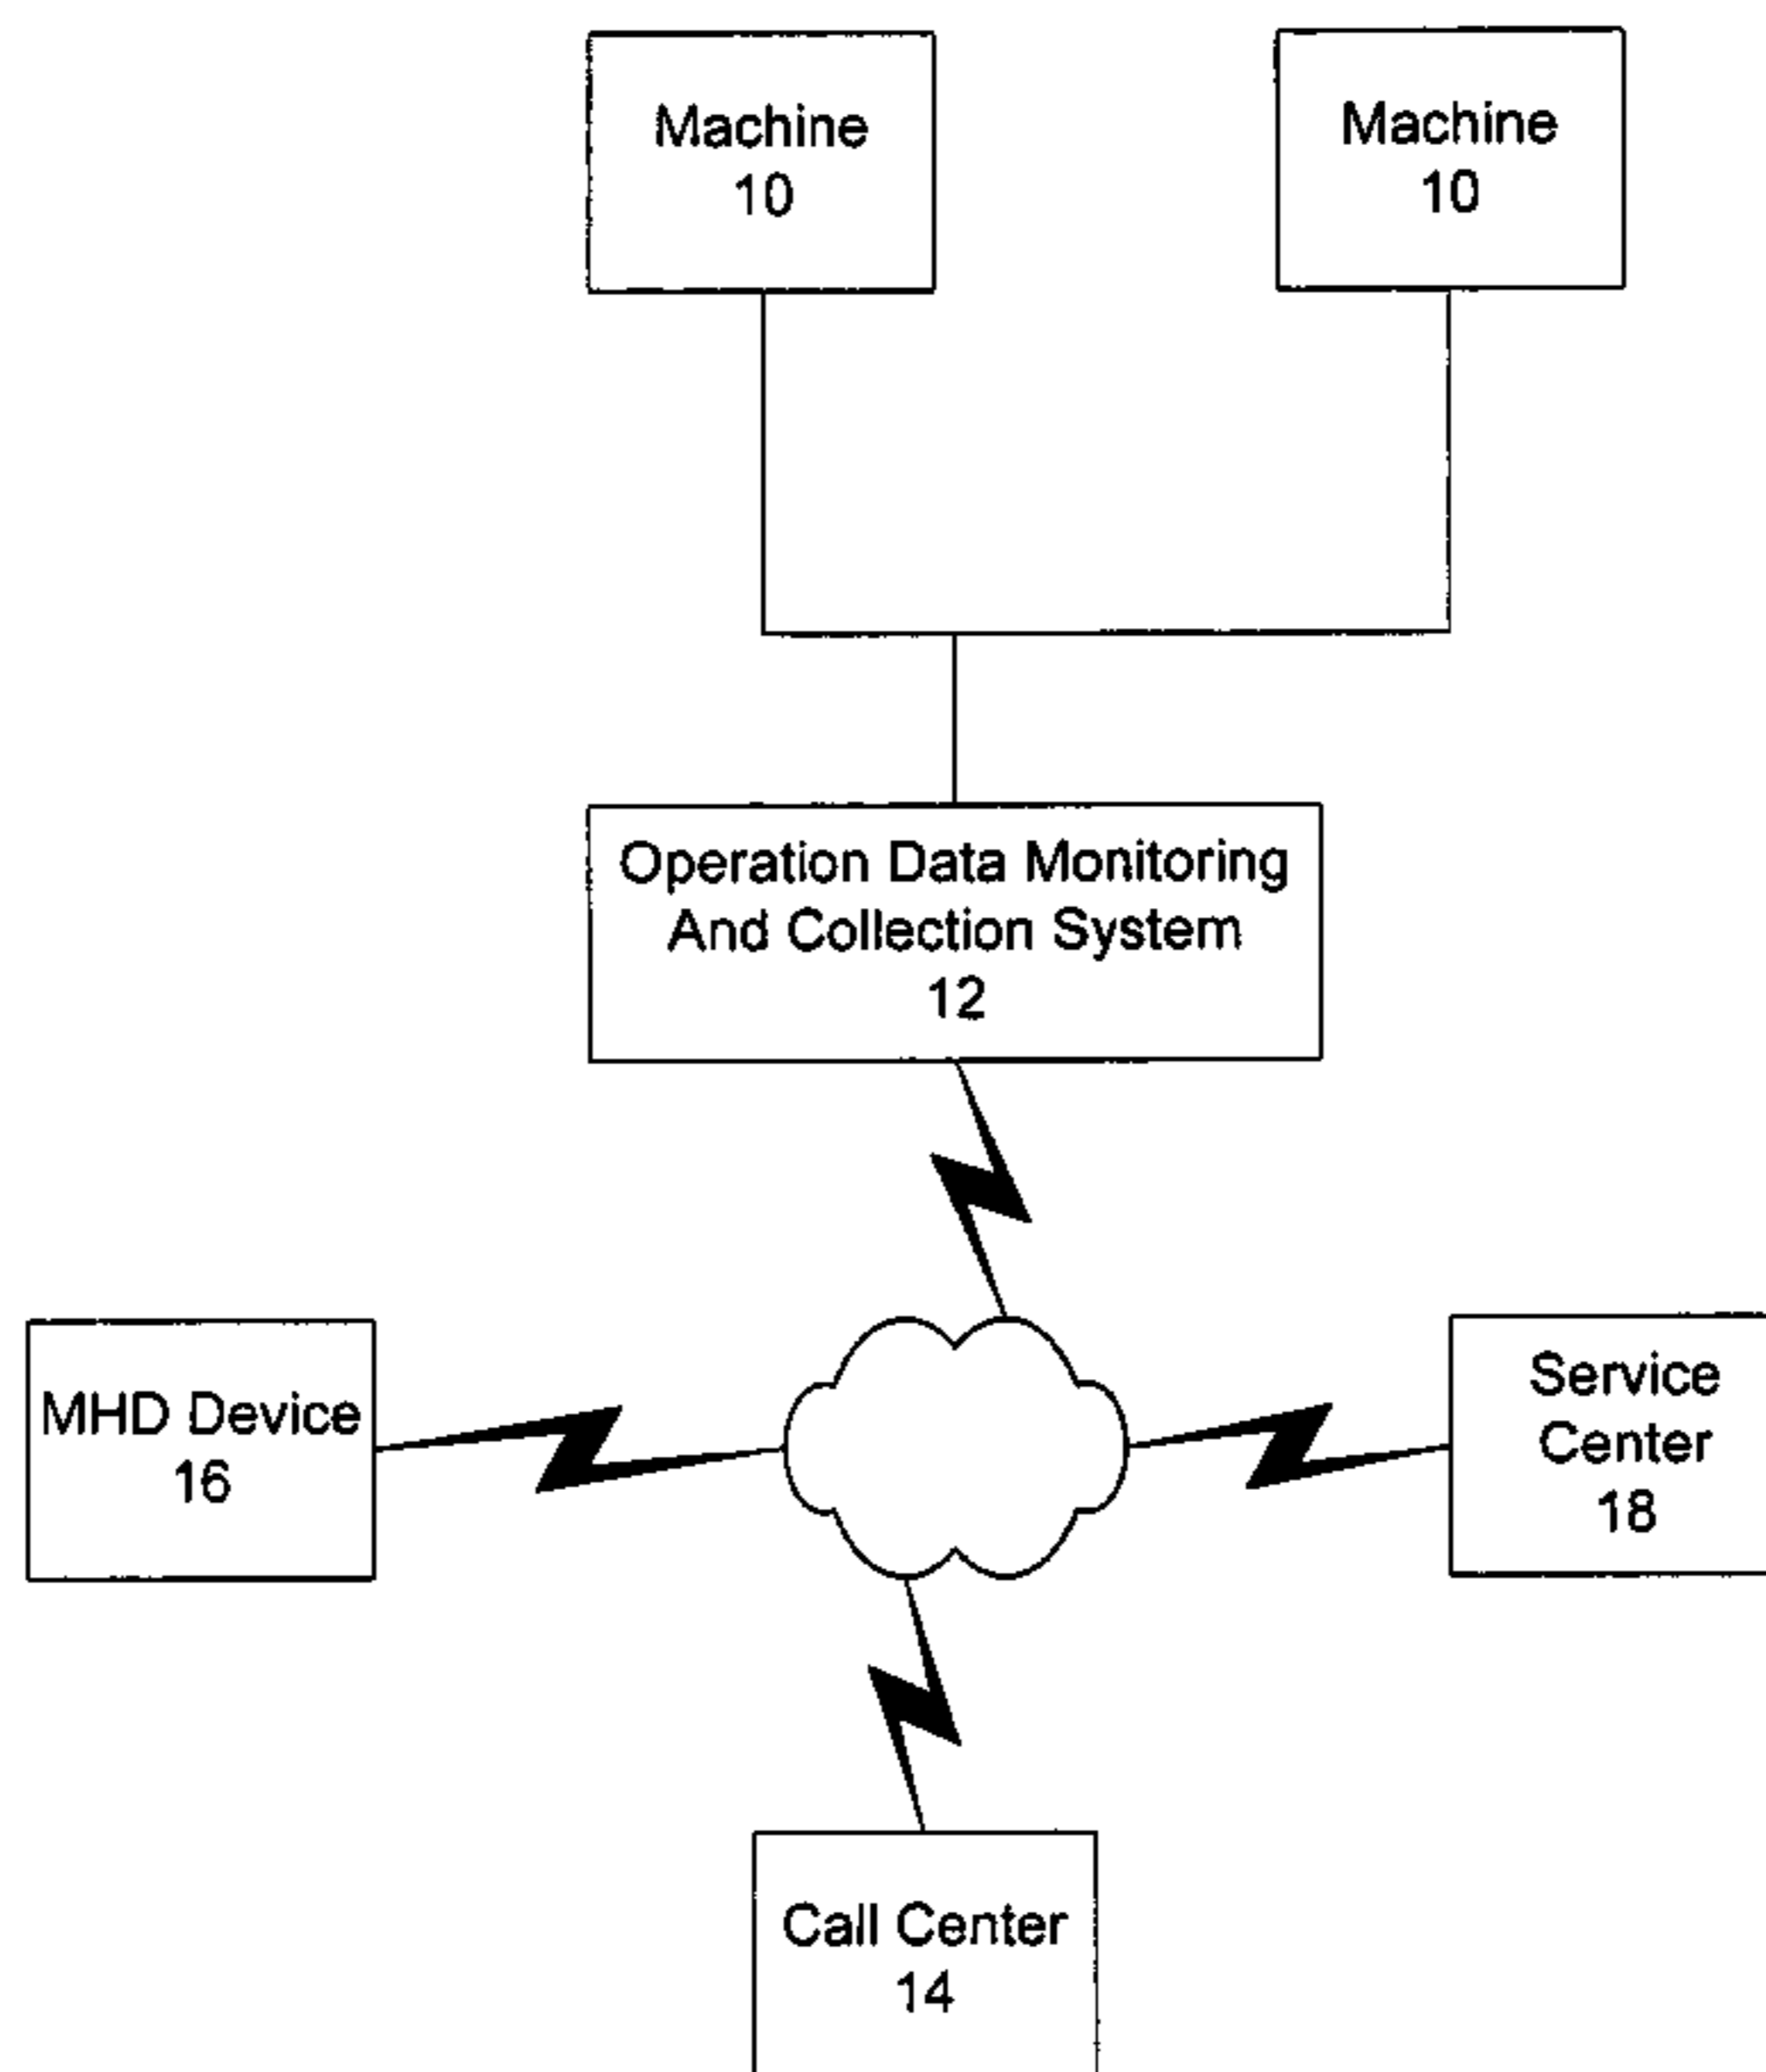 Machine
10
Machine
10
Operation Data Monitoring
And Collection System
12
MHD Device
16
Service
Center
18
Call Center
14